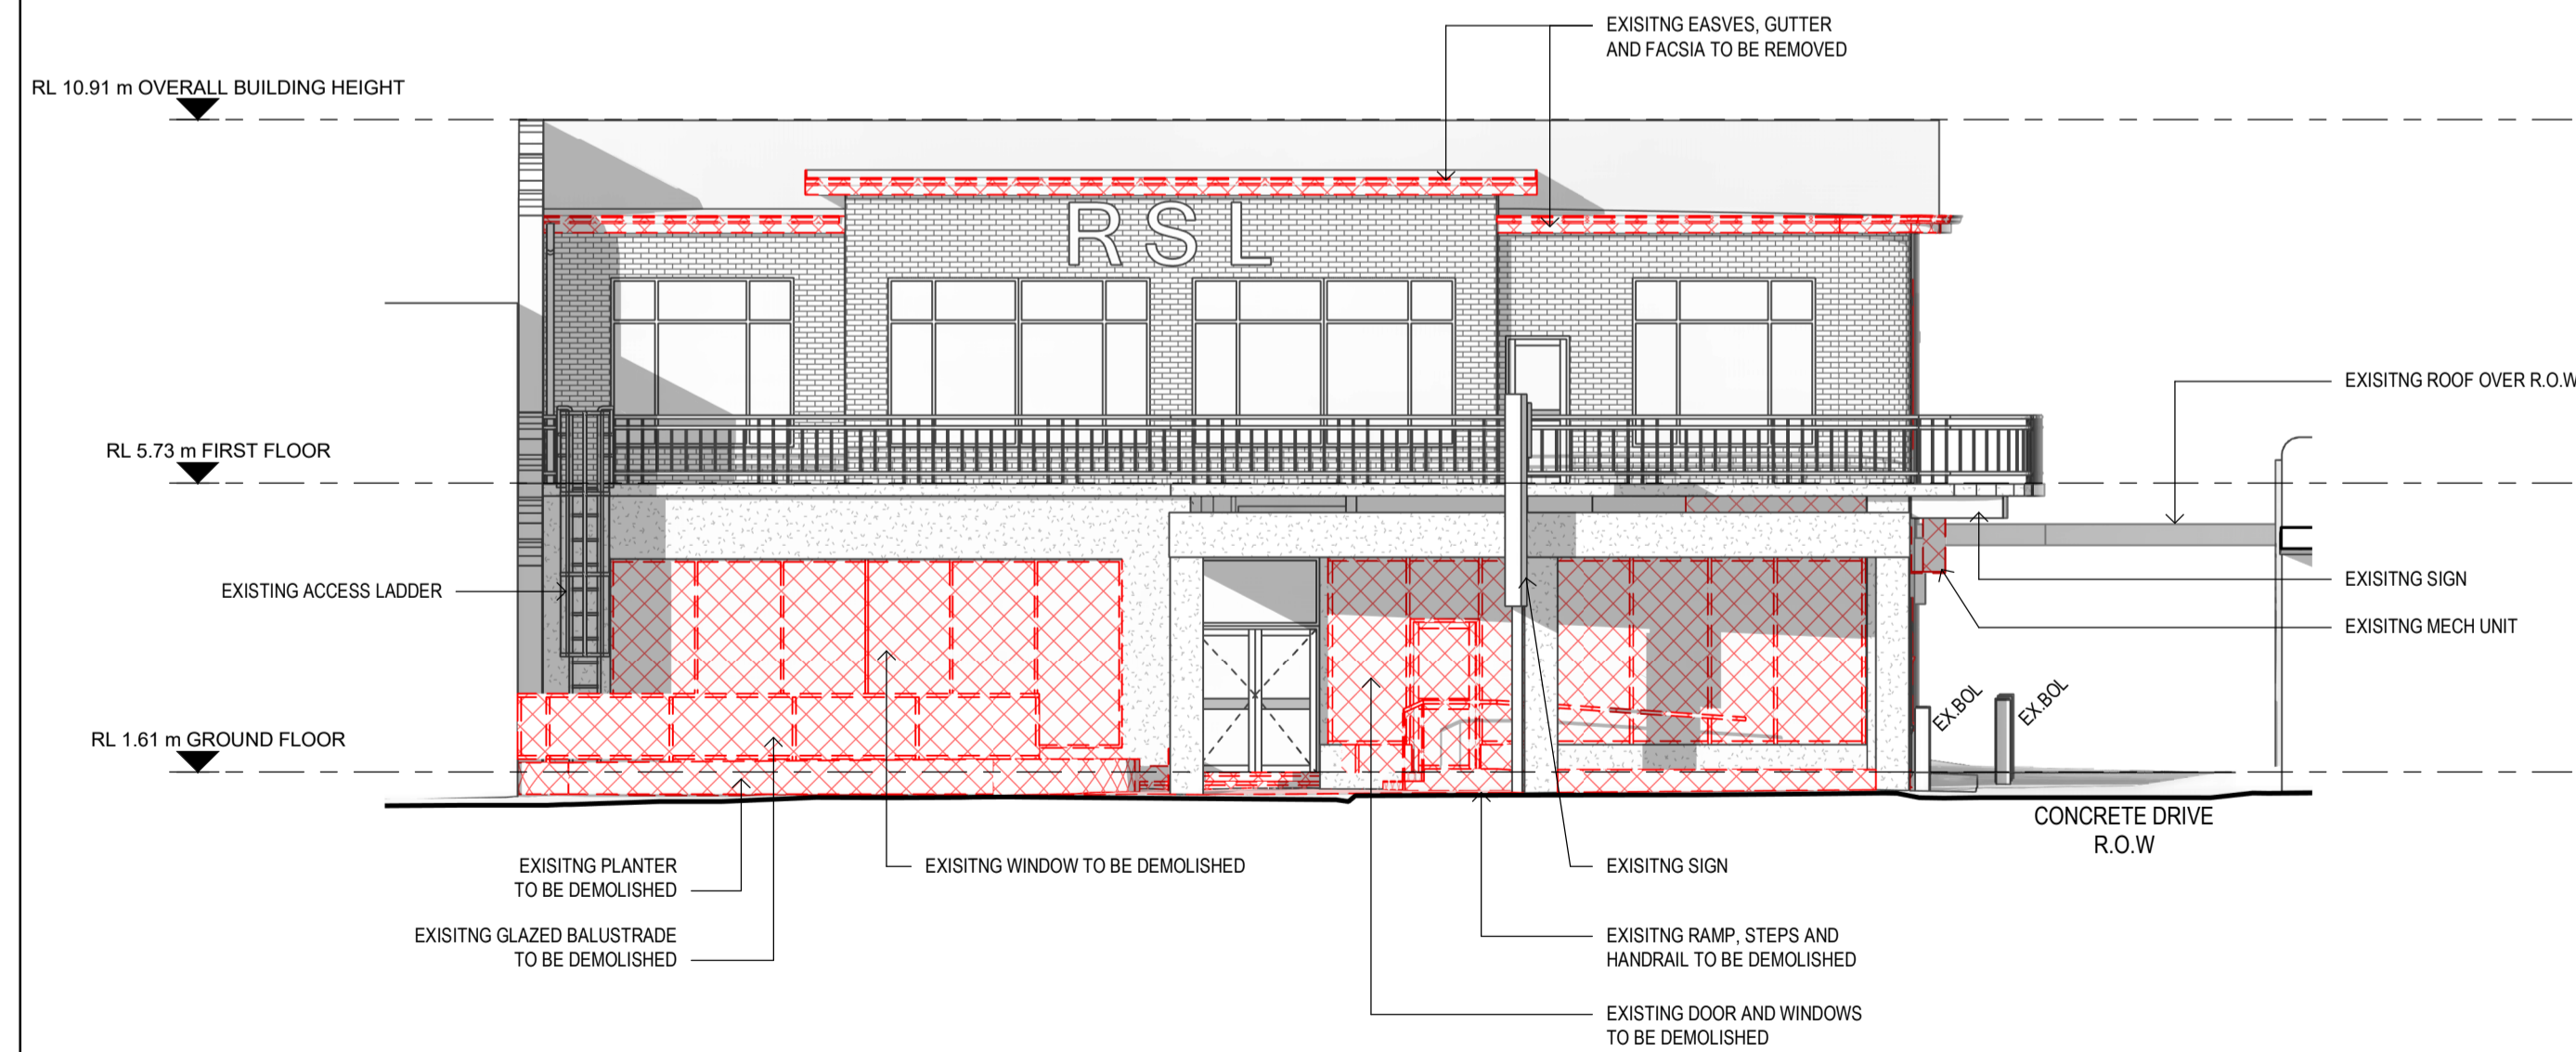 EXISITNG EASVES, GUTTER
AND FACSIA TO BE REMOVED
RL 10.91 m OVERALL BUILDING HEIGHT
RSL
EXISITNG ROOF OVER R.O.W
RL 5.73 m FIRST FLOOR
EXISTING ACCESS LADDER
EXISITNG SIGN
EXISITNG MECH UNIT
EX.BOL
EX.BOL
RL 1.61 m GROUND FLOOR
CONCRETE DRIVE
R.O.W
EXISITNG PLANTER
TO BE DEMOLISHED
EXISITNG WINDOW TO BE DEMOLISHED
EXISITNG SIGN
EXISITNG GLAZED BALUSTRADE
TO BE DEMOLISHED
EXISITNG RAMP, STEPS AND
HANDRAIL TO BE DEMOLISHED
EXISTING DOOR AND WINDOWS
TO BE DEMOLISHED